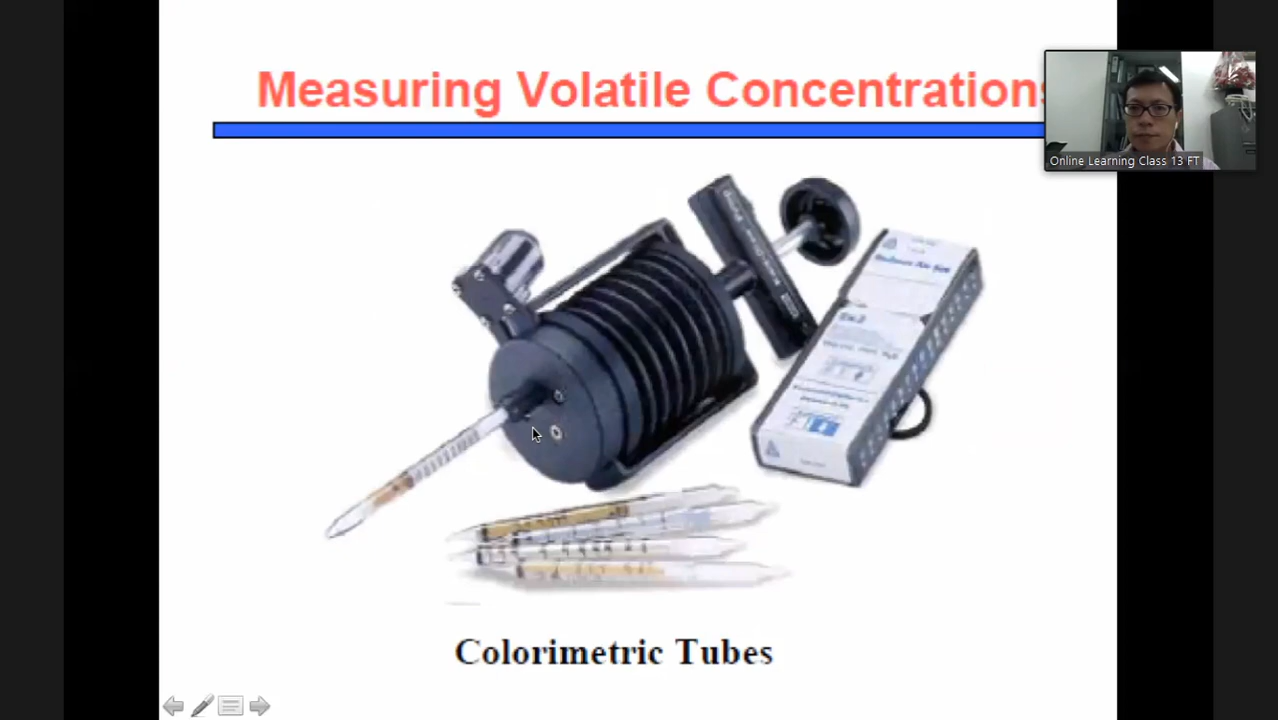 Measuring Volatile Concentrations
Online Learning Class 13 FT
Colorimetric Tubes